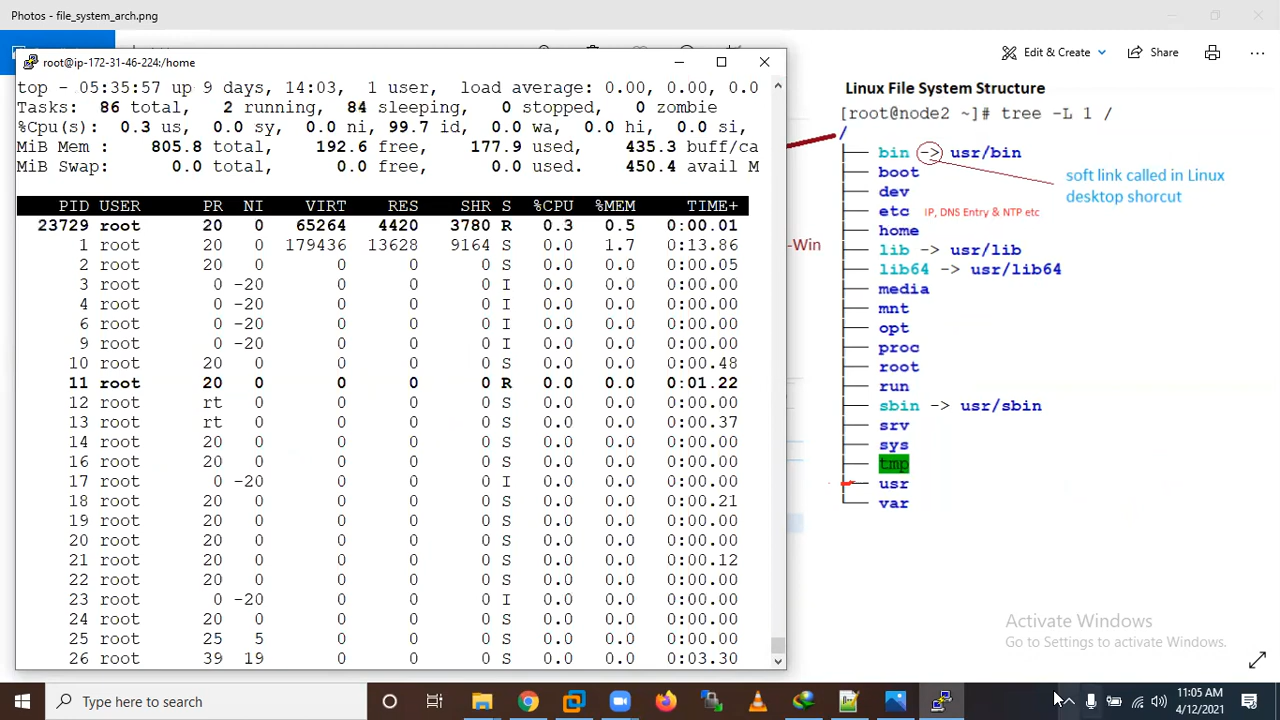 Photos - file_system_arch.png
Edit & Create
Share
root@ip-172-31-46-224:/home
top - 05:35:57 up 9 days, 14:03, 1 user, load average: 0.00, 0.00, 0.0
Tasks: 86 total, 2 running, 84 sleeping, 0 stopped, 0 zombie
%Cpu(s): 0.3 us, 0.0 sy, 0.0 ni, 99.7 id, 0.0 wa, 0.0 hi, 0.0 si,
MiB Mem : 805.8 total, 192.6 free, 177.9 used, 435.3 buff/ca
MiB Swap: 0.0 total, 0.0 free, 0.0 used. 450.4 avail M
PID USER PR NI VIRT RES SHR S %CPU %MEM TIME+
23729 root 20 0 65264 4420 3780 R 0.3 0.5 0:00.01
1 root 20 0 179436 13628 9164 S 0.0 1.7 0:13.86
2 root 20 0 0 0 0 S 0.0 0.0 0:00.05
3 root 0 -20 0 0 0 I 0.0 0.0 0:00.00
4 root 0 -20 0 0 0 I 0.0 0.0 0:00.00
6 root 0 -20 0 0 0 I 0.0 0.0 0:00.00
9 root 0 -20 0 0 0 I 0.0 0.0 0:00.00
10 root 20 0 0 0 0 S 0.0 0.0 0:00.48
11 root 20 0 0 0 0 R 0.0 0.0 0:01.22
12 root rt 0 0 0 0 S 0.0 0.0 0:00.00
13 root rt 0 0 0 0 S 0.0 0.0 0:00.37
14 root 20 0 0 0 0 S 0.0 0.0 0:00.00
16 root 20 0 0 0 0 S 0.0 0.0 0:00.00
17 root 0 -20 0 0 0 I 0.0 0.0 0:00.00
18 root 20 0 0 0 0 S 0.0 0.0 0:00.21
19 root 20 0 0 0 0 S 0.0 0.0 0:00.00
20 root 20 0 0 0 0 S 0.0 0.0 0:00.00
21 root 20 0 0 0 0 S 0.0 0.0 0:00.12
22 root 20 0 0 0 0 S 0.0 0.0 0:00.00
23 root 0 -20 0 0 0 I 0.0 0.0 0:00.00
24 root 20 0 0 0 0 S 0.0 0.0 0:00.00
25 root 25 5 0 0 0 S 0.0 0.0 0:00.00
26 root 39 19 0 0 0 S 0.0 0.0 0:03.30
-Win
Linux File System Structure
[root@node2 ~]# tree -L 1 /
/
├── bin -> usr/bin
├── boot
├── dev
├── etc IP, DNS Entry & NTP etc
├── home
├── lib -> usr/lib
├── lib64 -> usr/lib64
├── media
├── mnt
├── opt
├── proc
├── root
├── run
├── sbin -> usr/sbin
├── srv
├── sys
├── tmp
├── usr
└── var
soft link called in Linux
desktop shorcut
Activate Windows
Go to Settings to activate Windows.
Type here to search
11:05 AM
4/12/2021